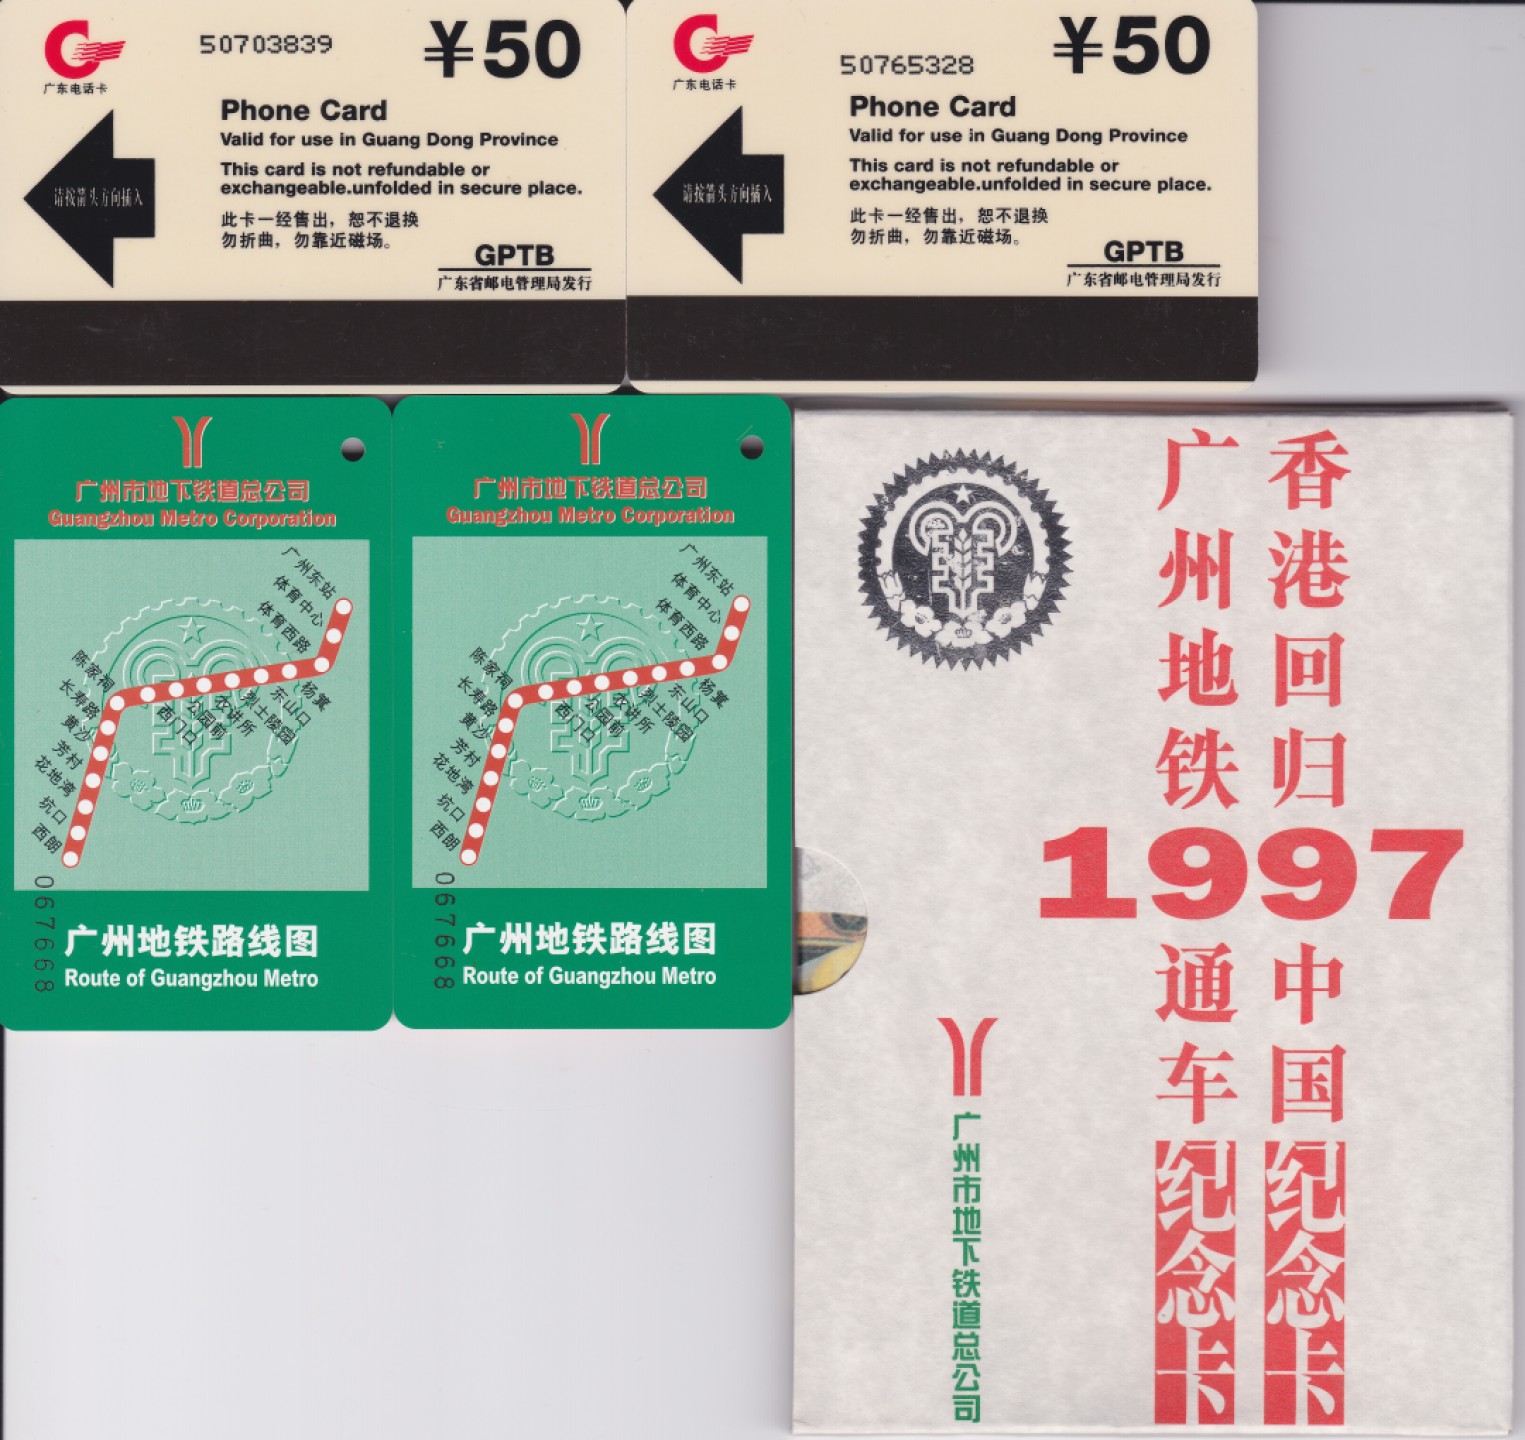 广东电话卡
50703839
¥50
Phone Card
Valid for use in Guang Dong Province
This card is not refundable or
exchangeable.unfolded in secure place.
请按箭头方向插入
此卡一经售出，恕不退换
勿折曲，勿靠近磁场。
GPTB
广东省邮电管理局发行
广东电话卡
50765328
¥50
Phone Card
Valid for use in Guang Dong Province
This card is not refundable or
exchangeable.unfolded in secure place.
请按箭头方向插入
此卡一经售出，恕不退换
勿折曲，勿靠近磁场。
GPTB
广东省邮电管理局发行
广州市地下铁道总公司
Guangzhou Metro Corporation
广州东站
体育中心
体育西路
杨箕
东山口
烈士陵园
农讲所
公园前
西门口
陈家祠
长寿路
黄沙
芳村
花地湾
坑口
西朗
067668
广州地铁路线图
Route of Guangzhou Metro
广州市地下铁道总公司
Guangzhou Metro Corporation
广州东站
体育中心
体育西路
杨箕
东山口
烈士陵园
农讲所
公园前
西门口
陈家祠
长寿路
黄沙
芳村
花地湾
坑口
西朗
067668
广州地铁路线图
Route of Guangzhou Metro
香港回归1997中国纪念卡
广州地铁1997通车纪念卡
广州市地下铁道总公司